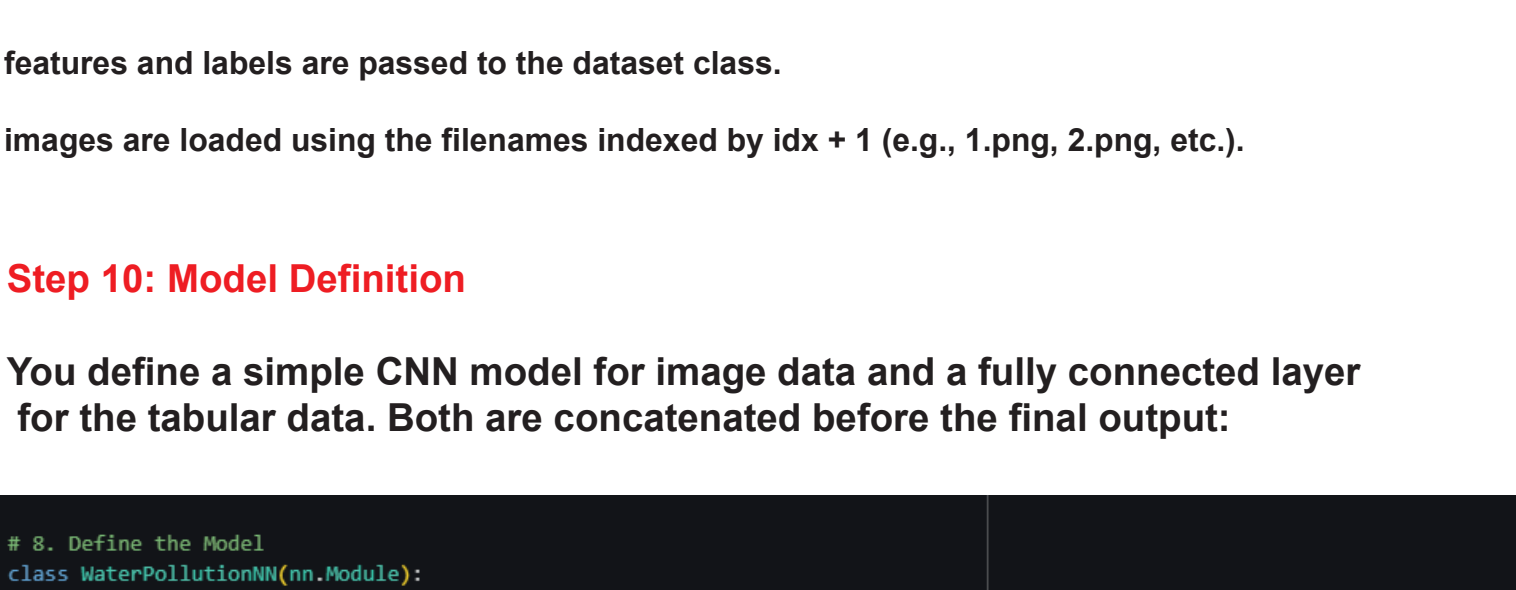 features and labels are passed to the dataset class.
images are loaded using the filenames indexed by idx + 1 (e.g., 1.png, 2.png, etc.).
Step 10: Model Definition
You define a simple CNN model for image data and a fully connected layer
for the tabular data. Both are concatenated before the final output:
# 8. Define the Model
class WaterPollutionNN(nn.Module):